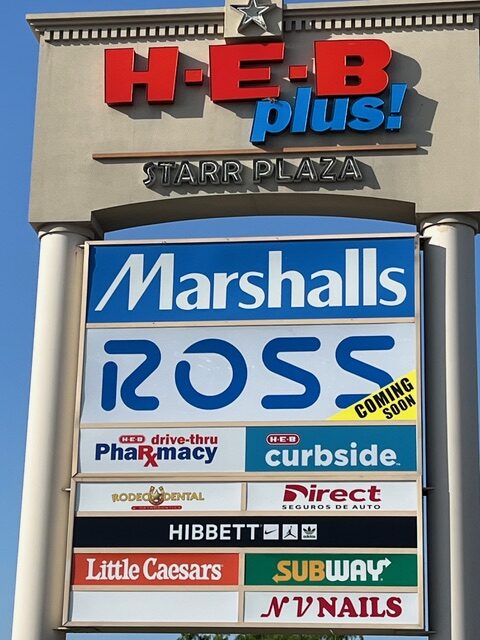 H-E-B
plus!
STARR PLAZA
Marshalls
ROSS
COMING
SOON
H-E-B drive-thru
PhaRmacy
H-E-B
curbside
RODEO DENTAL
Direct
SEGUROS DE AUTO
HIBBETT
adidas
Little Caesars
SUBWAY
NV NAILS